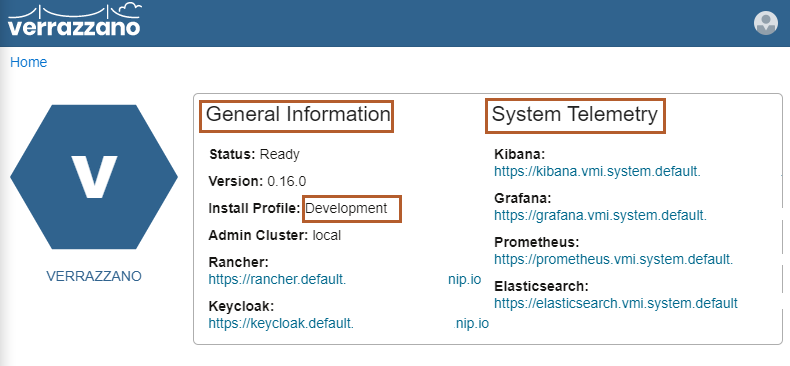 verrazzano
Home
V
VERRAZZANO
General Information
Status: Ready
Version: 0.16.0
Install Profile: Development
Admin Cluster: local
Rancher:
https://rancher.default. nip.io
Keycloak:
https://keycloak.default. .nip.io
System Telemetry
Kibana:
https://kibana.vmi.system.default.
Grafana:
https://grafana.vmi.system.default.
Prometheus:
https://prometheus.vmi.system.default.
Elasticsearch:
https://elasticsearch.vmi.system.default